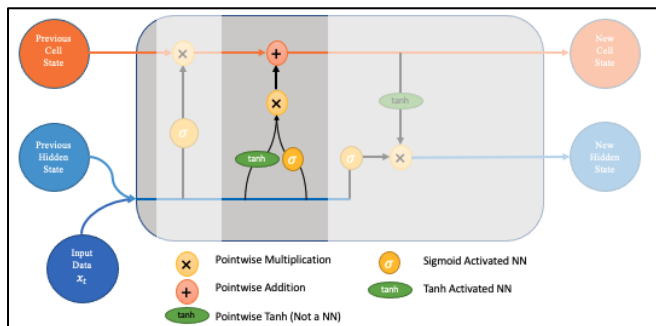 Previous
Cell
State
New
Cell
State
×
+
tanh
×
Previous
Hidden
State
σ
tanh
σ
σ
×
New
Hidden
State
Input
Data
xₜ
× Pointwise Multiplication
σ Sigmoid Activated NN
+ Pointwise Addition
tanh Tanh Activated NN
tanh Pointwise Tanh (Not a NN)